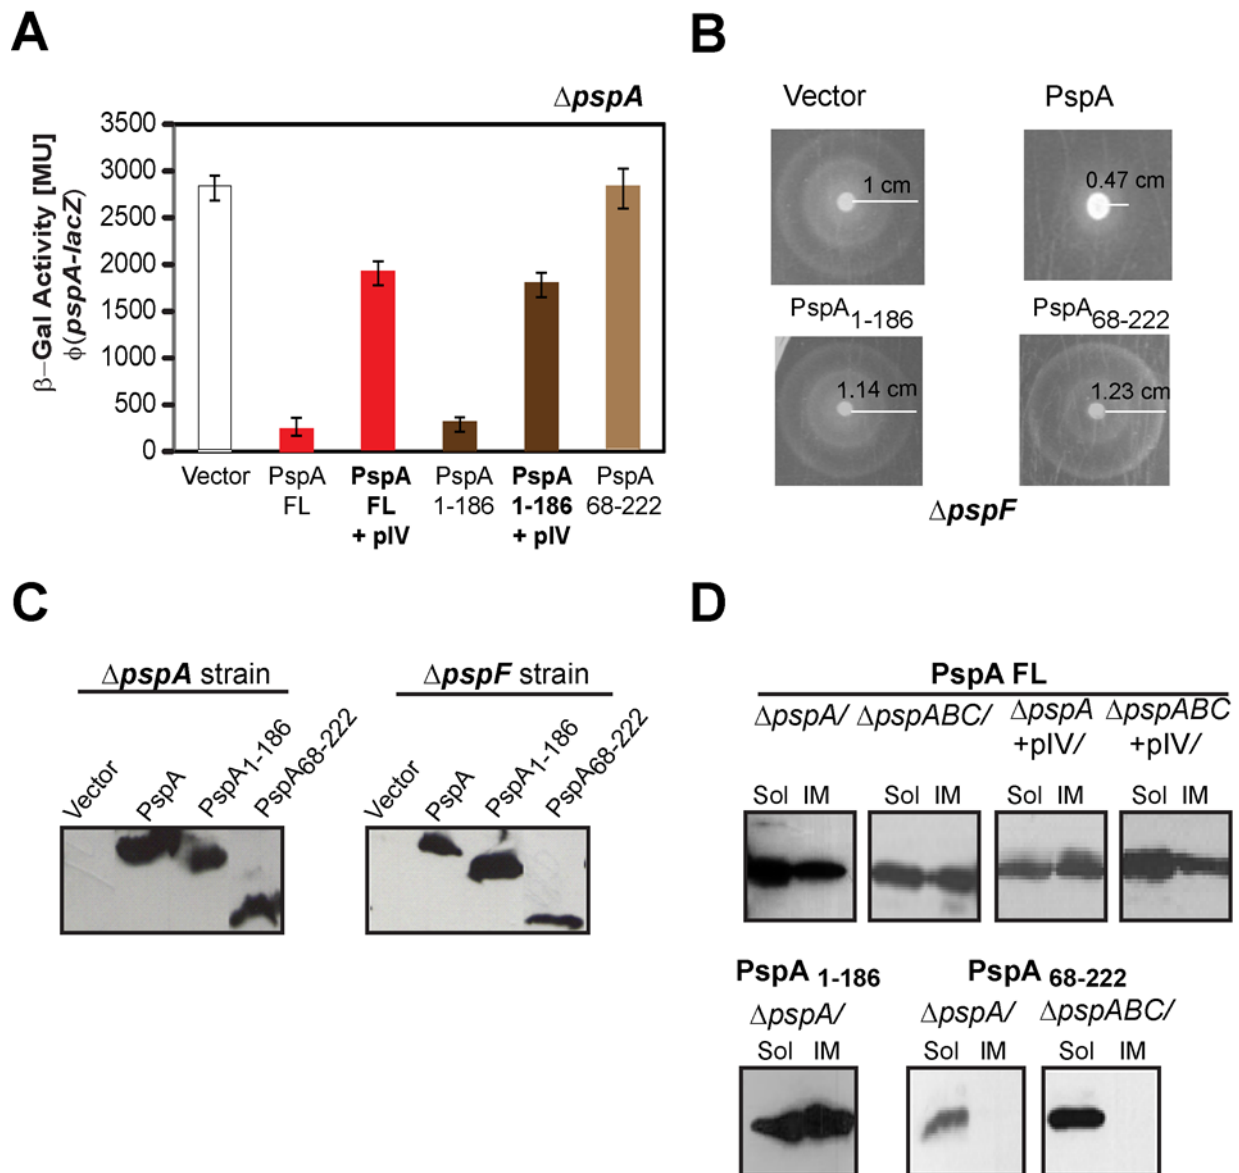 A
ΔpspA
β–Gal Activity [MU]
ϕ(pspA-lacZ)
3500
3000
2500
2000
1500
1000
500
0
Vector
PspA
FL
PspA
FL
+ pIV
PspA
1-186
PspA
1-186
+ pIV
PspA
68-222
B
Vector
PspA
1 cm
0.47 cm
PspA1-186
PspA68-222
1.14 cm
1.23 cm
ΔpspF
C
ΔpspA strain
ΔpspF strain
Vector
PspA
PspA1-186
PspA68-222
Vector
PspA
PspA1-186
PspA68-222
D
PspA FL
ΔpspA/
ΔpspABC/
ΔpspA
+pIV/
ΔpspABC
+pIV/
Sol IM
Sol IM
Sol IM
Sol IM
PspA 1-186
PspA 68-222
ΔpspA/
ΔpspA/
ΔpspABC/
Sol IM
Sol IM
Sol IM